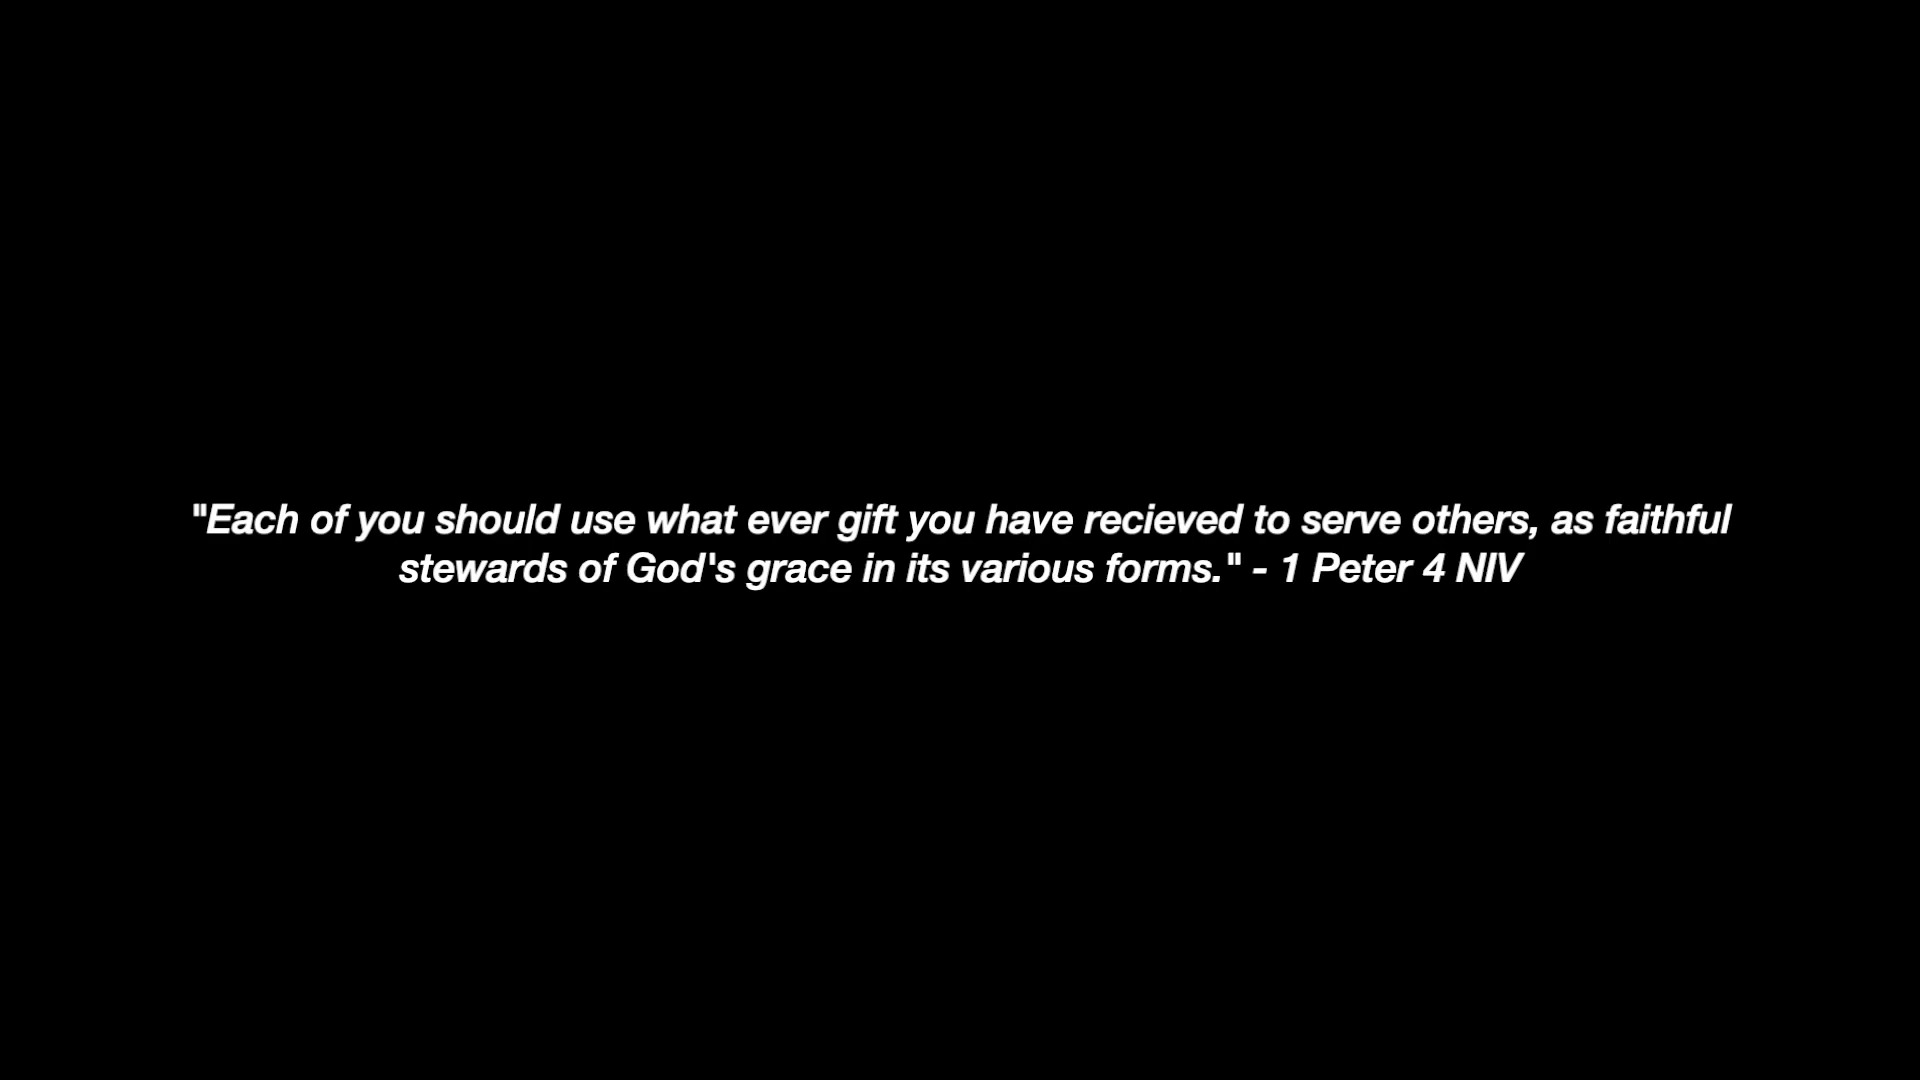 "Each of you should use what ever gift you have recieved to serve others, as faithful
stewards of God's grace in its various forms." - 1 Peter 4 NIV